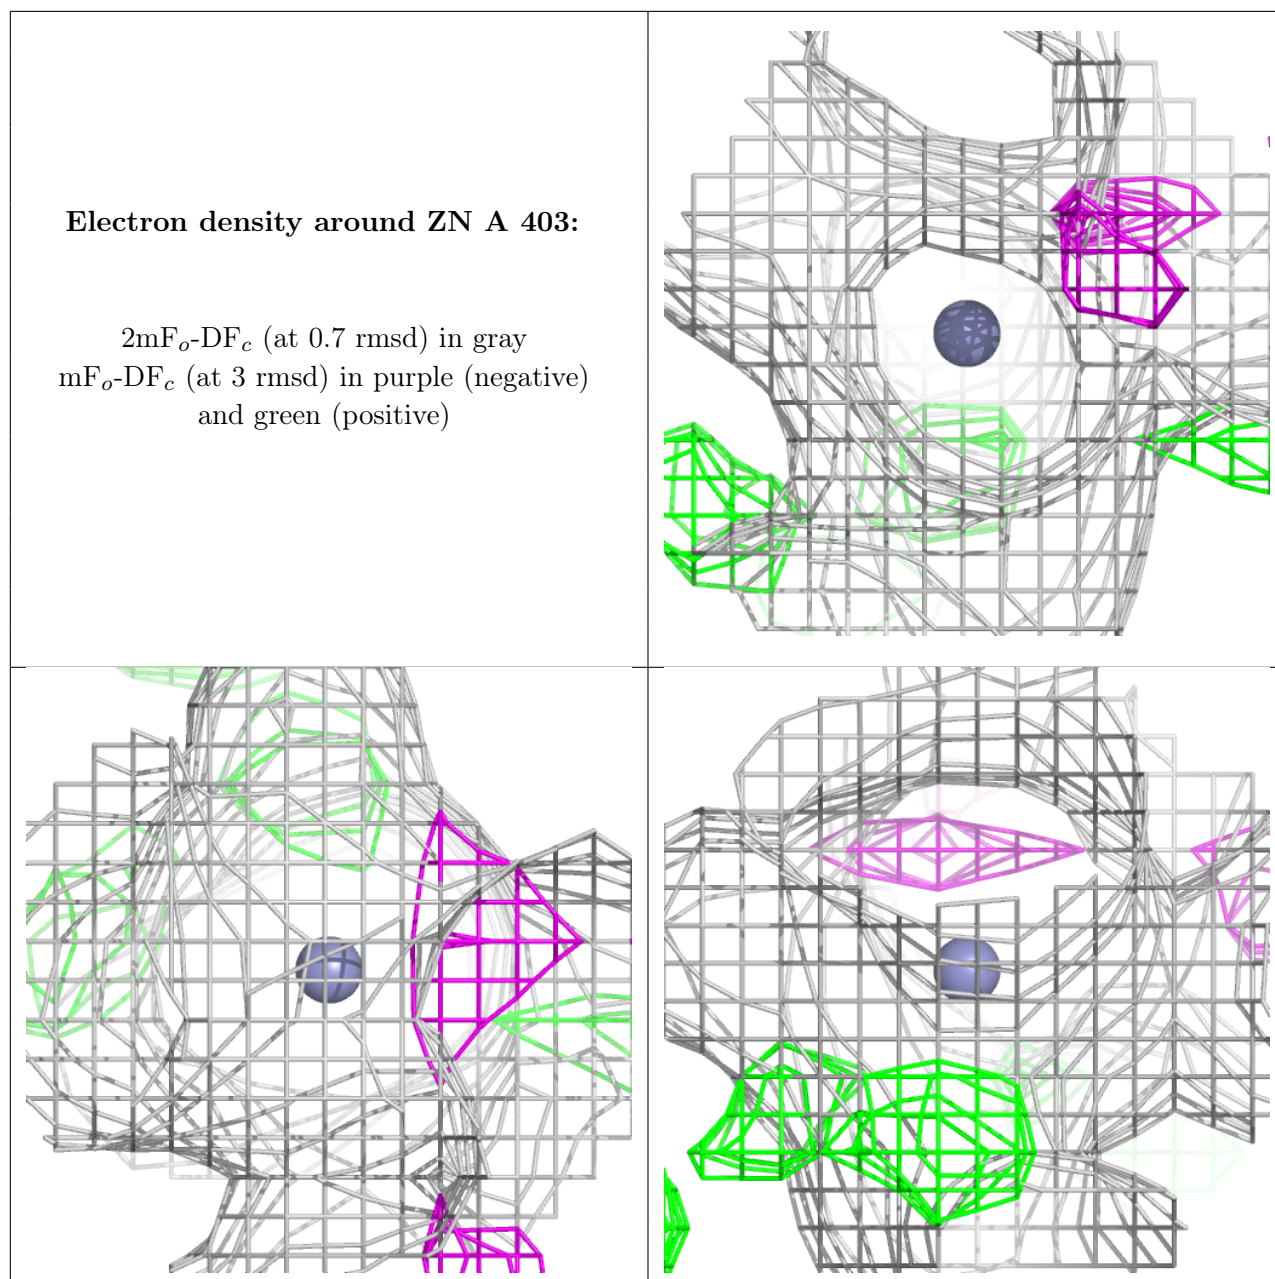 Electron density around ZN A 403:
2mFo-DFc (at 0.7 rmsd) in gray
mFo-DFc (at 3 rmsd) in purple (negative)
and green (positive)